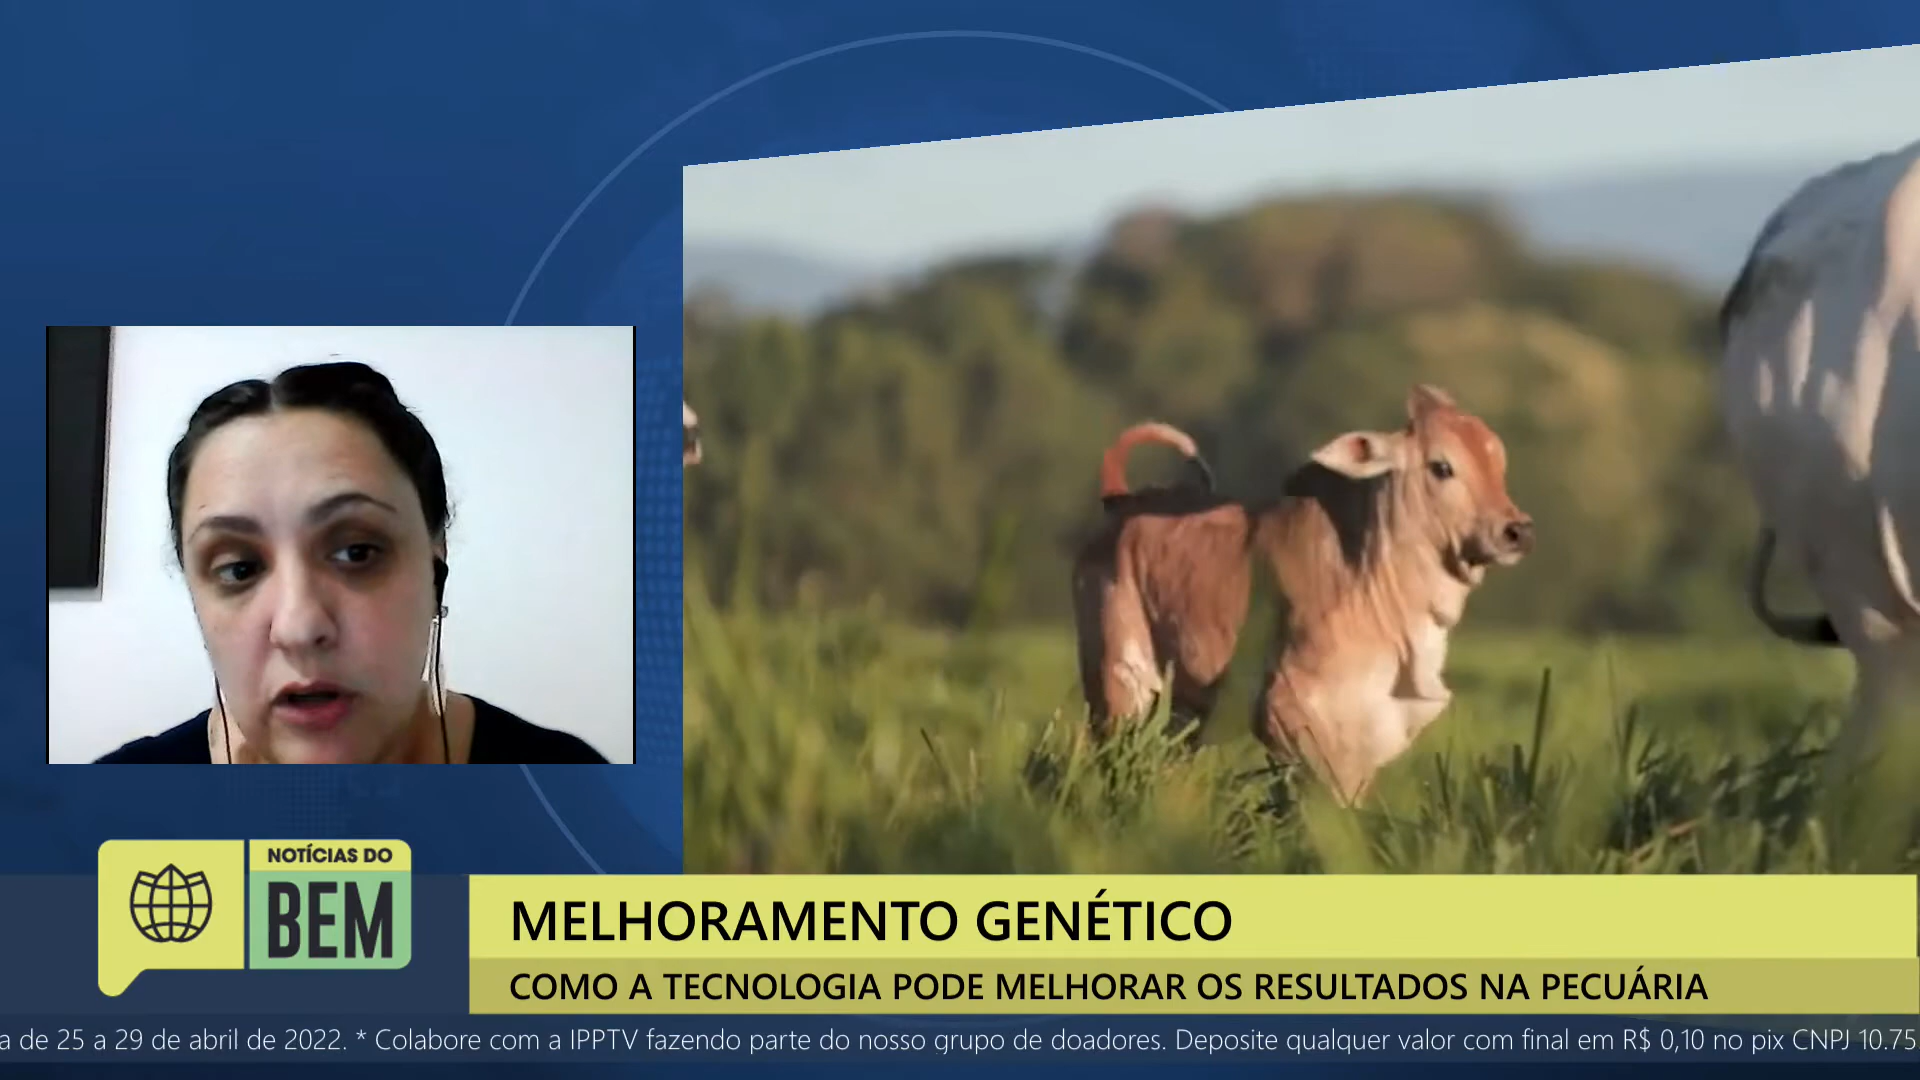 NOTÍCIAS DO
BEM
MELHORAMENTO GENÉTICO
COMO A TECNOLOGIA PODE MELHORAR OS RESULTADOS NA PECUÁRIA
a de 25 a 29 de abril de 2022. * Colabore com a IPPTV fazendo parte do nosso grupo de doadores. Deposite qualquer valor com final em R$ 0,10 no pix CNPJ 10.75